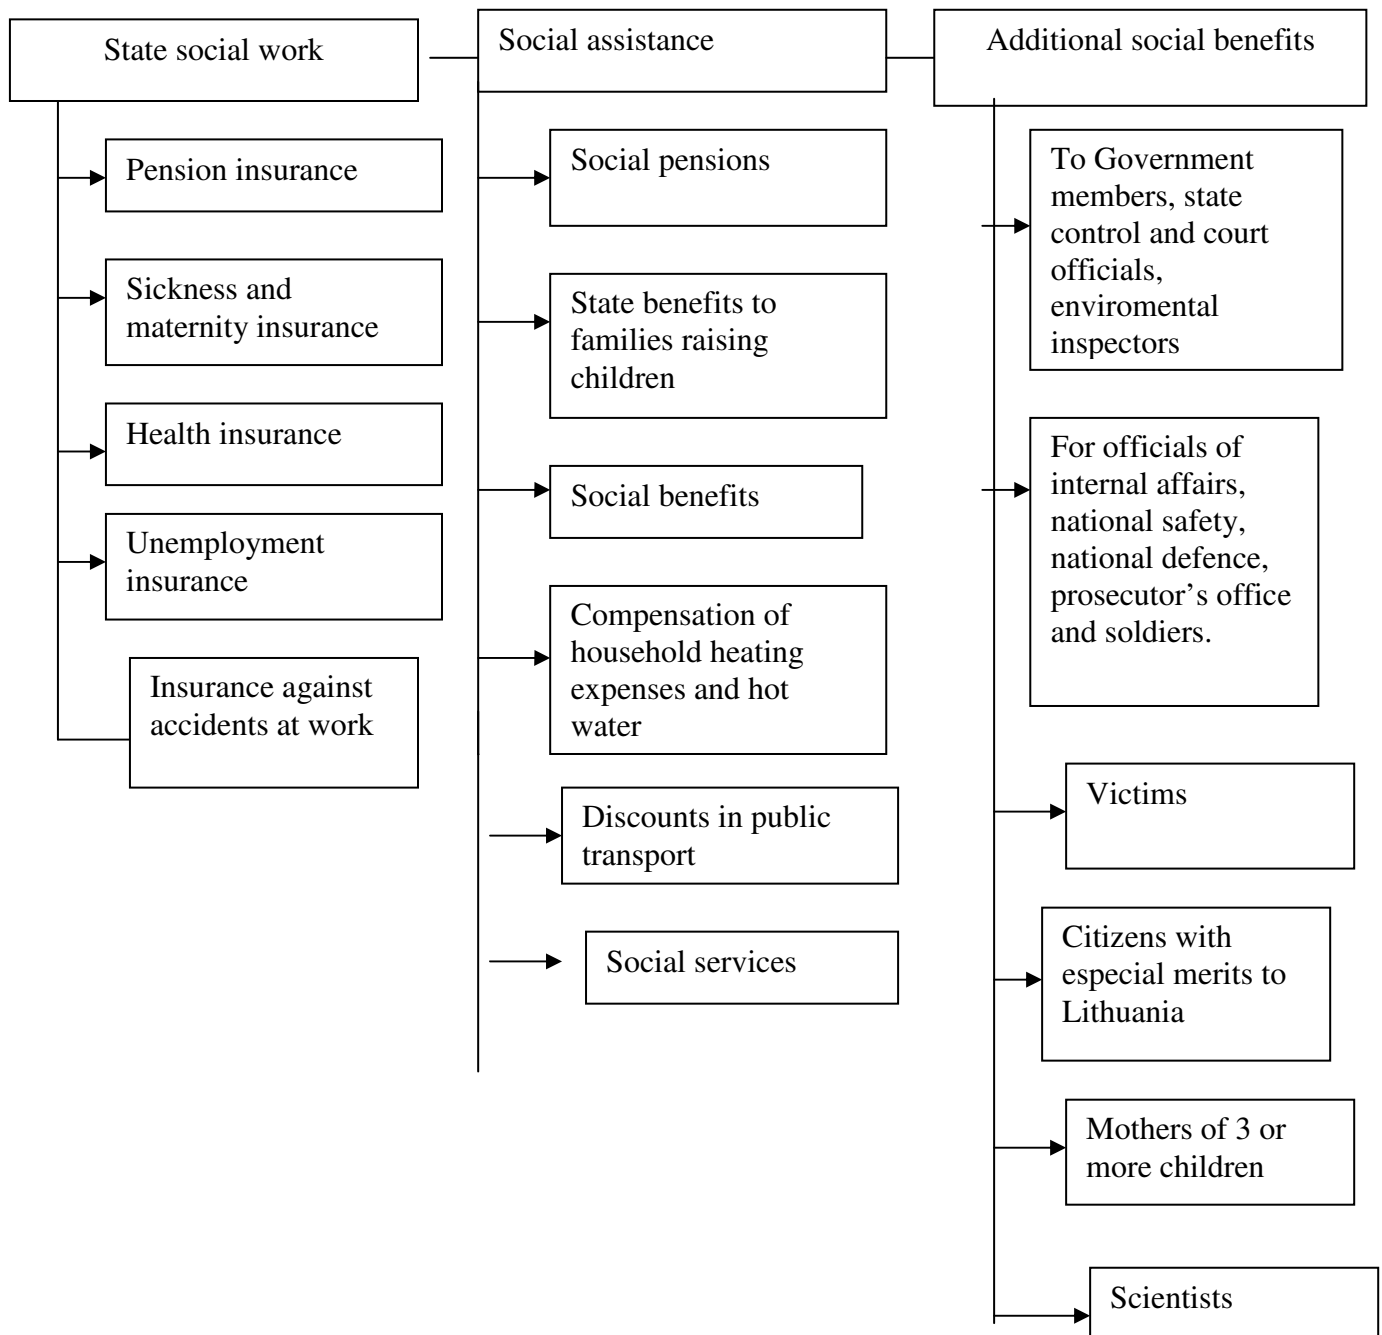 State social work
Pension insurance
Sickness and
maternity insurance
Health insurance
Unemployment
insurance
Insurance against
accidents at work
Social assistance
Social pensions
State benefits to
families raising
children
Social benefits
Compensation of
household heating
expenses and hot
water
Discounts in public
transport
Social services
Additional social benefits
To Government
members, state
control and court
officials,
enviromental
inspectors
For officials of
internal affairs,
national safety,
national defence,
prosecutor’s office
and soldiers.
Victims
Citizens with
especial merits to
Lithuania
Mothers of 3 or
more children
Scientists